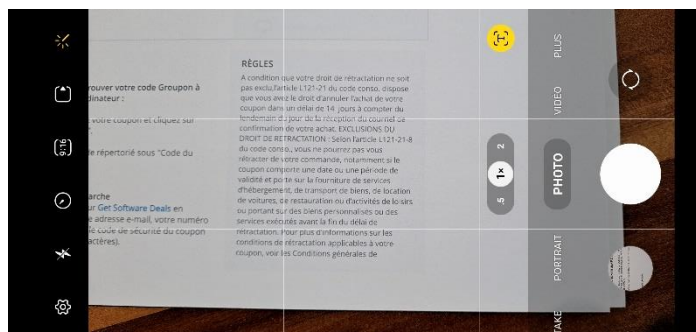 rouver votre code Groupon à
dinateur :
votre coupon et cliquez sur
e répertorié sous "Code du
arche
ur Get Software Deals en
e adresse e-mail, votre numéro
le code de sécurité du coupon
actères).
RÈGLES
A condition que votre droit de rétractation ne soit
pas exclu, l'article L121-21 du code conso. dispose
que vous avez le droit d'annuler l'achat de votre
coupon dans un délai de 14 jours à compter du
lendemain du jour de la réception du courriel de
confirmation de votre achat. EXCLUSIONS DU
DROIT DE RETRACTATION : Selon l'article L121-21-8
du code conso., vous ne pourrez pas vous
rétracter de votre commande, notamment si le
coupon comporte une date ou une période de
validité et porte sur la fourniture de services
d'hébergement, de transport de biens, de location
de voitures, de restauration ou d'activités de loisirs
ou portant sur des biens personnalisés ou des
services exécutés avant la fin du délai de
rétractation. Pour plus d'informations sur les
conditions de rétractation applicables à votre
coupon, voir les Conditions générales de
9:16
.5 1× 2
TAKE PORTRAIT PHOTO VIDEO PLUS